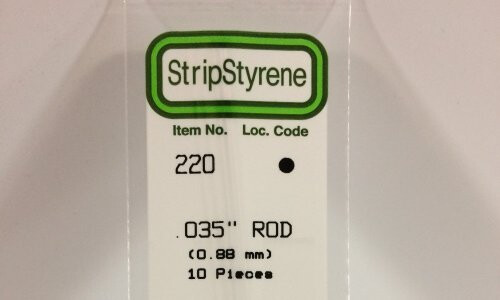 StripStyrene
Item No. Loc. Code
220 ●
.035" ROD
(0.88 mm)
10 Pieces